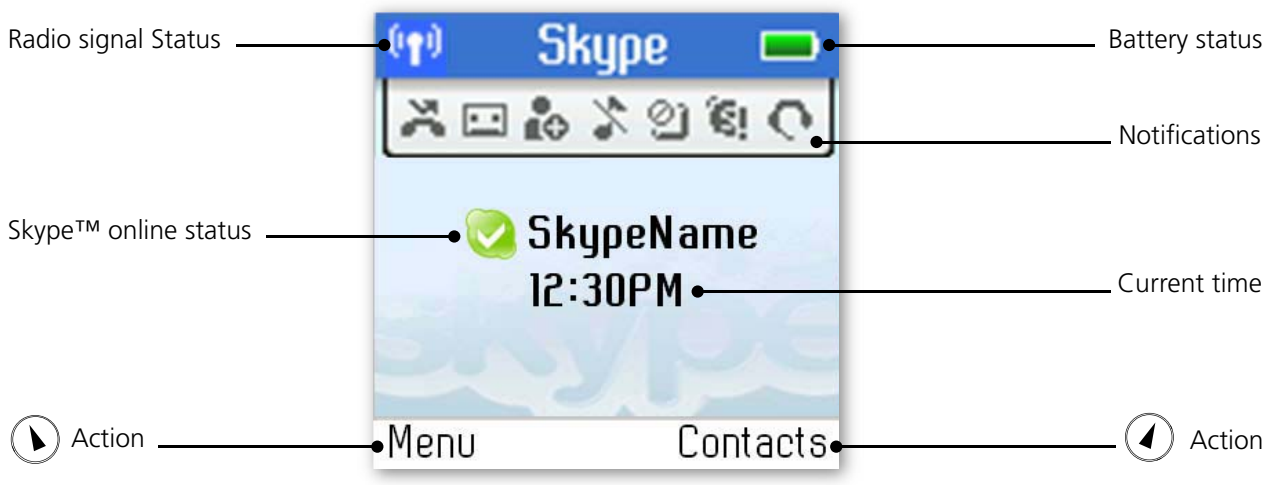 Radio signal Status
Skype
Battery status
Notifications
Skype™ online status
SkypeName
12:30PM
Current time
Action
Menu
Contacts
Action
skype